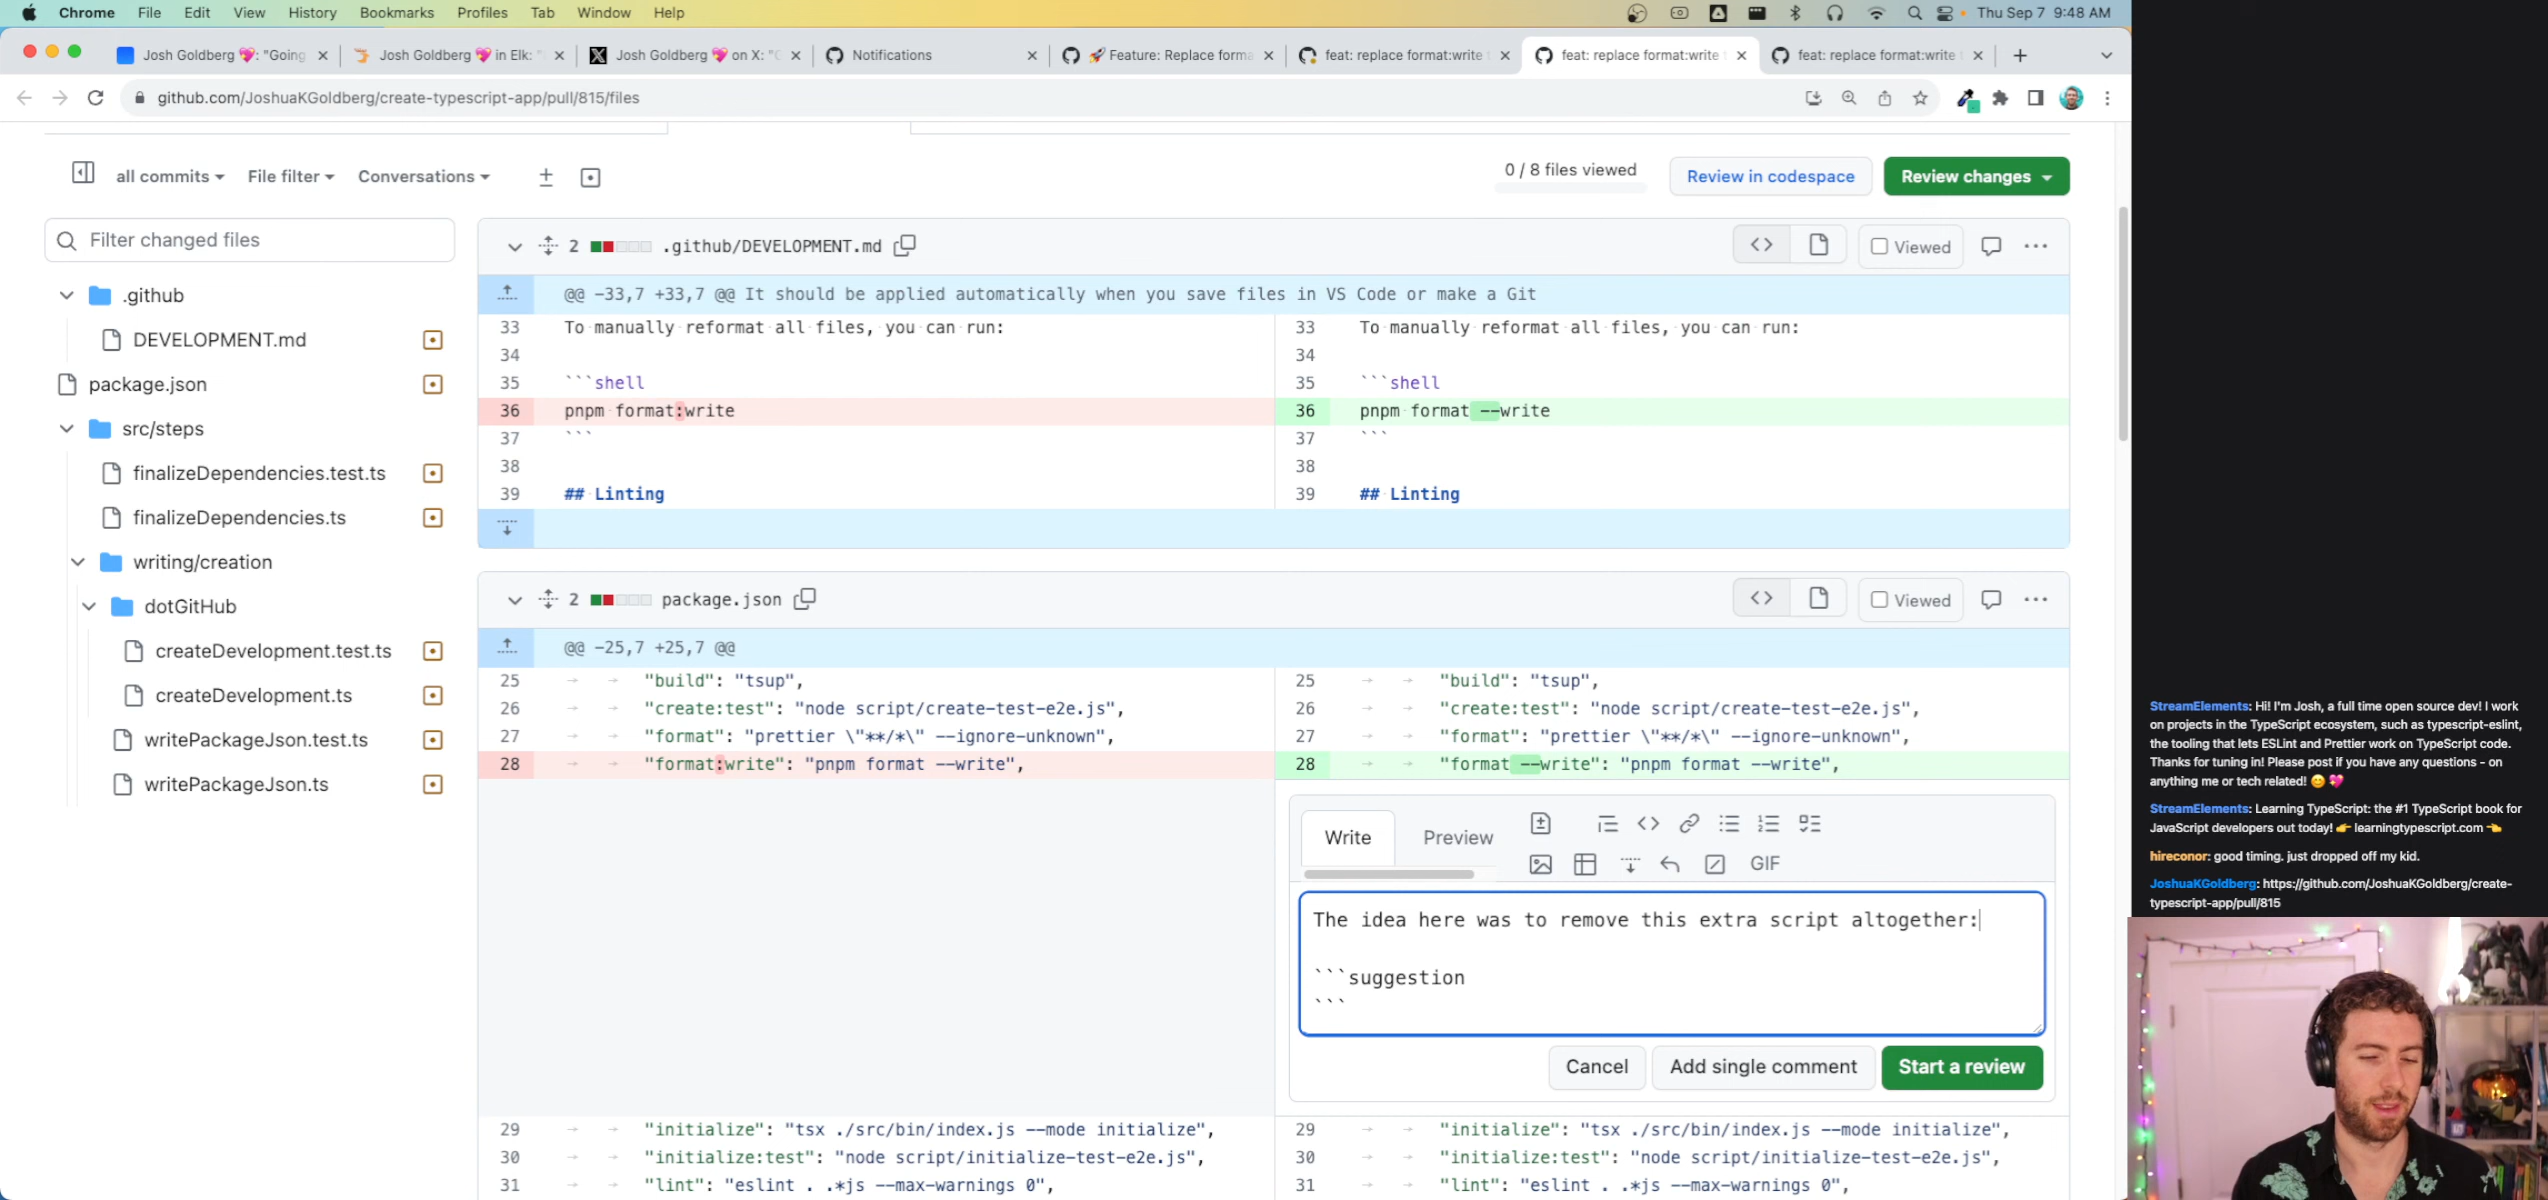 Chrome File Edit View History Bookmarks Profiles Tab Window Help
Thu Sep 7 9:48 AM
Josh Goldberg 💖: "Going
Josh Goldberg 💖 in Elk: "
Josh Goldberg 💖 on X: "G
Notifications
🚀 Feature: Replace forma
feat: replace format:write t
feat: replace format:write t
feat: replace format:write t
github.com/JoshuaKGoldberg/create-typescript-app/pull/815/files
all commits File filter Conversations
0 / 8 files viewed
Review in codespace
Review changes
Filter changed files
.github
DEVELOPMENT.md
package.json
src/steps
finalizeDependencies.test.ts
finalizeDependencies.ts
writing/creation
dotGitHub
createDevelopment.test.ts
createDevelopment.ts
writePackageJson.test.ts
writePackageJson.ts
2 .github/DEVELOPMENT.md
Viewed
@@ -33,7 +33,7 @@ It should be applied automatically when you save files in VS Code or make a Git
33 To manually reformat all files, you can run:
34
35 ```shell
36 pnpm format:write
37 ```
38
39 ## Linting
33 To manually reformat all files, you can run:
34
35 ```shell
36 pnpm format --write
37 ```
38
39 ## Linting
2 package.json
Viewed
@@ -25,7 +25,7 @@
25 "build": "tsup",
26 "create:test": "node script/create-test-e2e.js",
27 "format": "prettier \"**/*\" --ignore-unknown",
28 "format:write": "pnpm format --write",
25 "build": "tsup",
26 "create:test": "node script/create-test-e2e.js",
27 "format": "prettier \"**/*\" --ignore-unknown",
28 "format --write": "pnpm format --write",
Write
Preview
GIF
The idea here was to remove this extra script altogether:
```suggestion
```
Cancel
Add single comment
Start a review
29 "initialize": "tsx ./src/bin/index.js --mode initialize",
30 "initialize:test": "node script/initialize-test-e2e.js",
31 "lint": "eslint . .*js --max-warnings 0",
29 "initialize": "tsx ./src/bin/index.js --mode initialize",
30 "initialize:test": "node script/initialize-test-e2e.js",
31 "lint": "eslint . .*js --max-warnings 0",
StreamElements: Hi! I'm Josh, a full time open source dev! I work
on projects in the TypeScript ecosystem, such as typescript-eslint,
the tooling that lets ESLint and Prettier work on TypeScript code.
Thanks for tuning in! Please post if you have any questions - on
anything me or tech related! 😊 💖
StreamElements: Learning TypeScript: the #1 TypeScript book for
JavaScript developers out today! 👉 learningtypescript.com 👈
hireconor: good timing. just dropped off my kid.
JoshuaKGoldberg: https://github.com/JoshuaKGoldberg/create-
typescript-app/pull/815